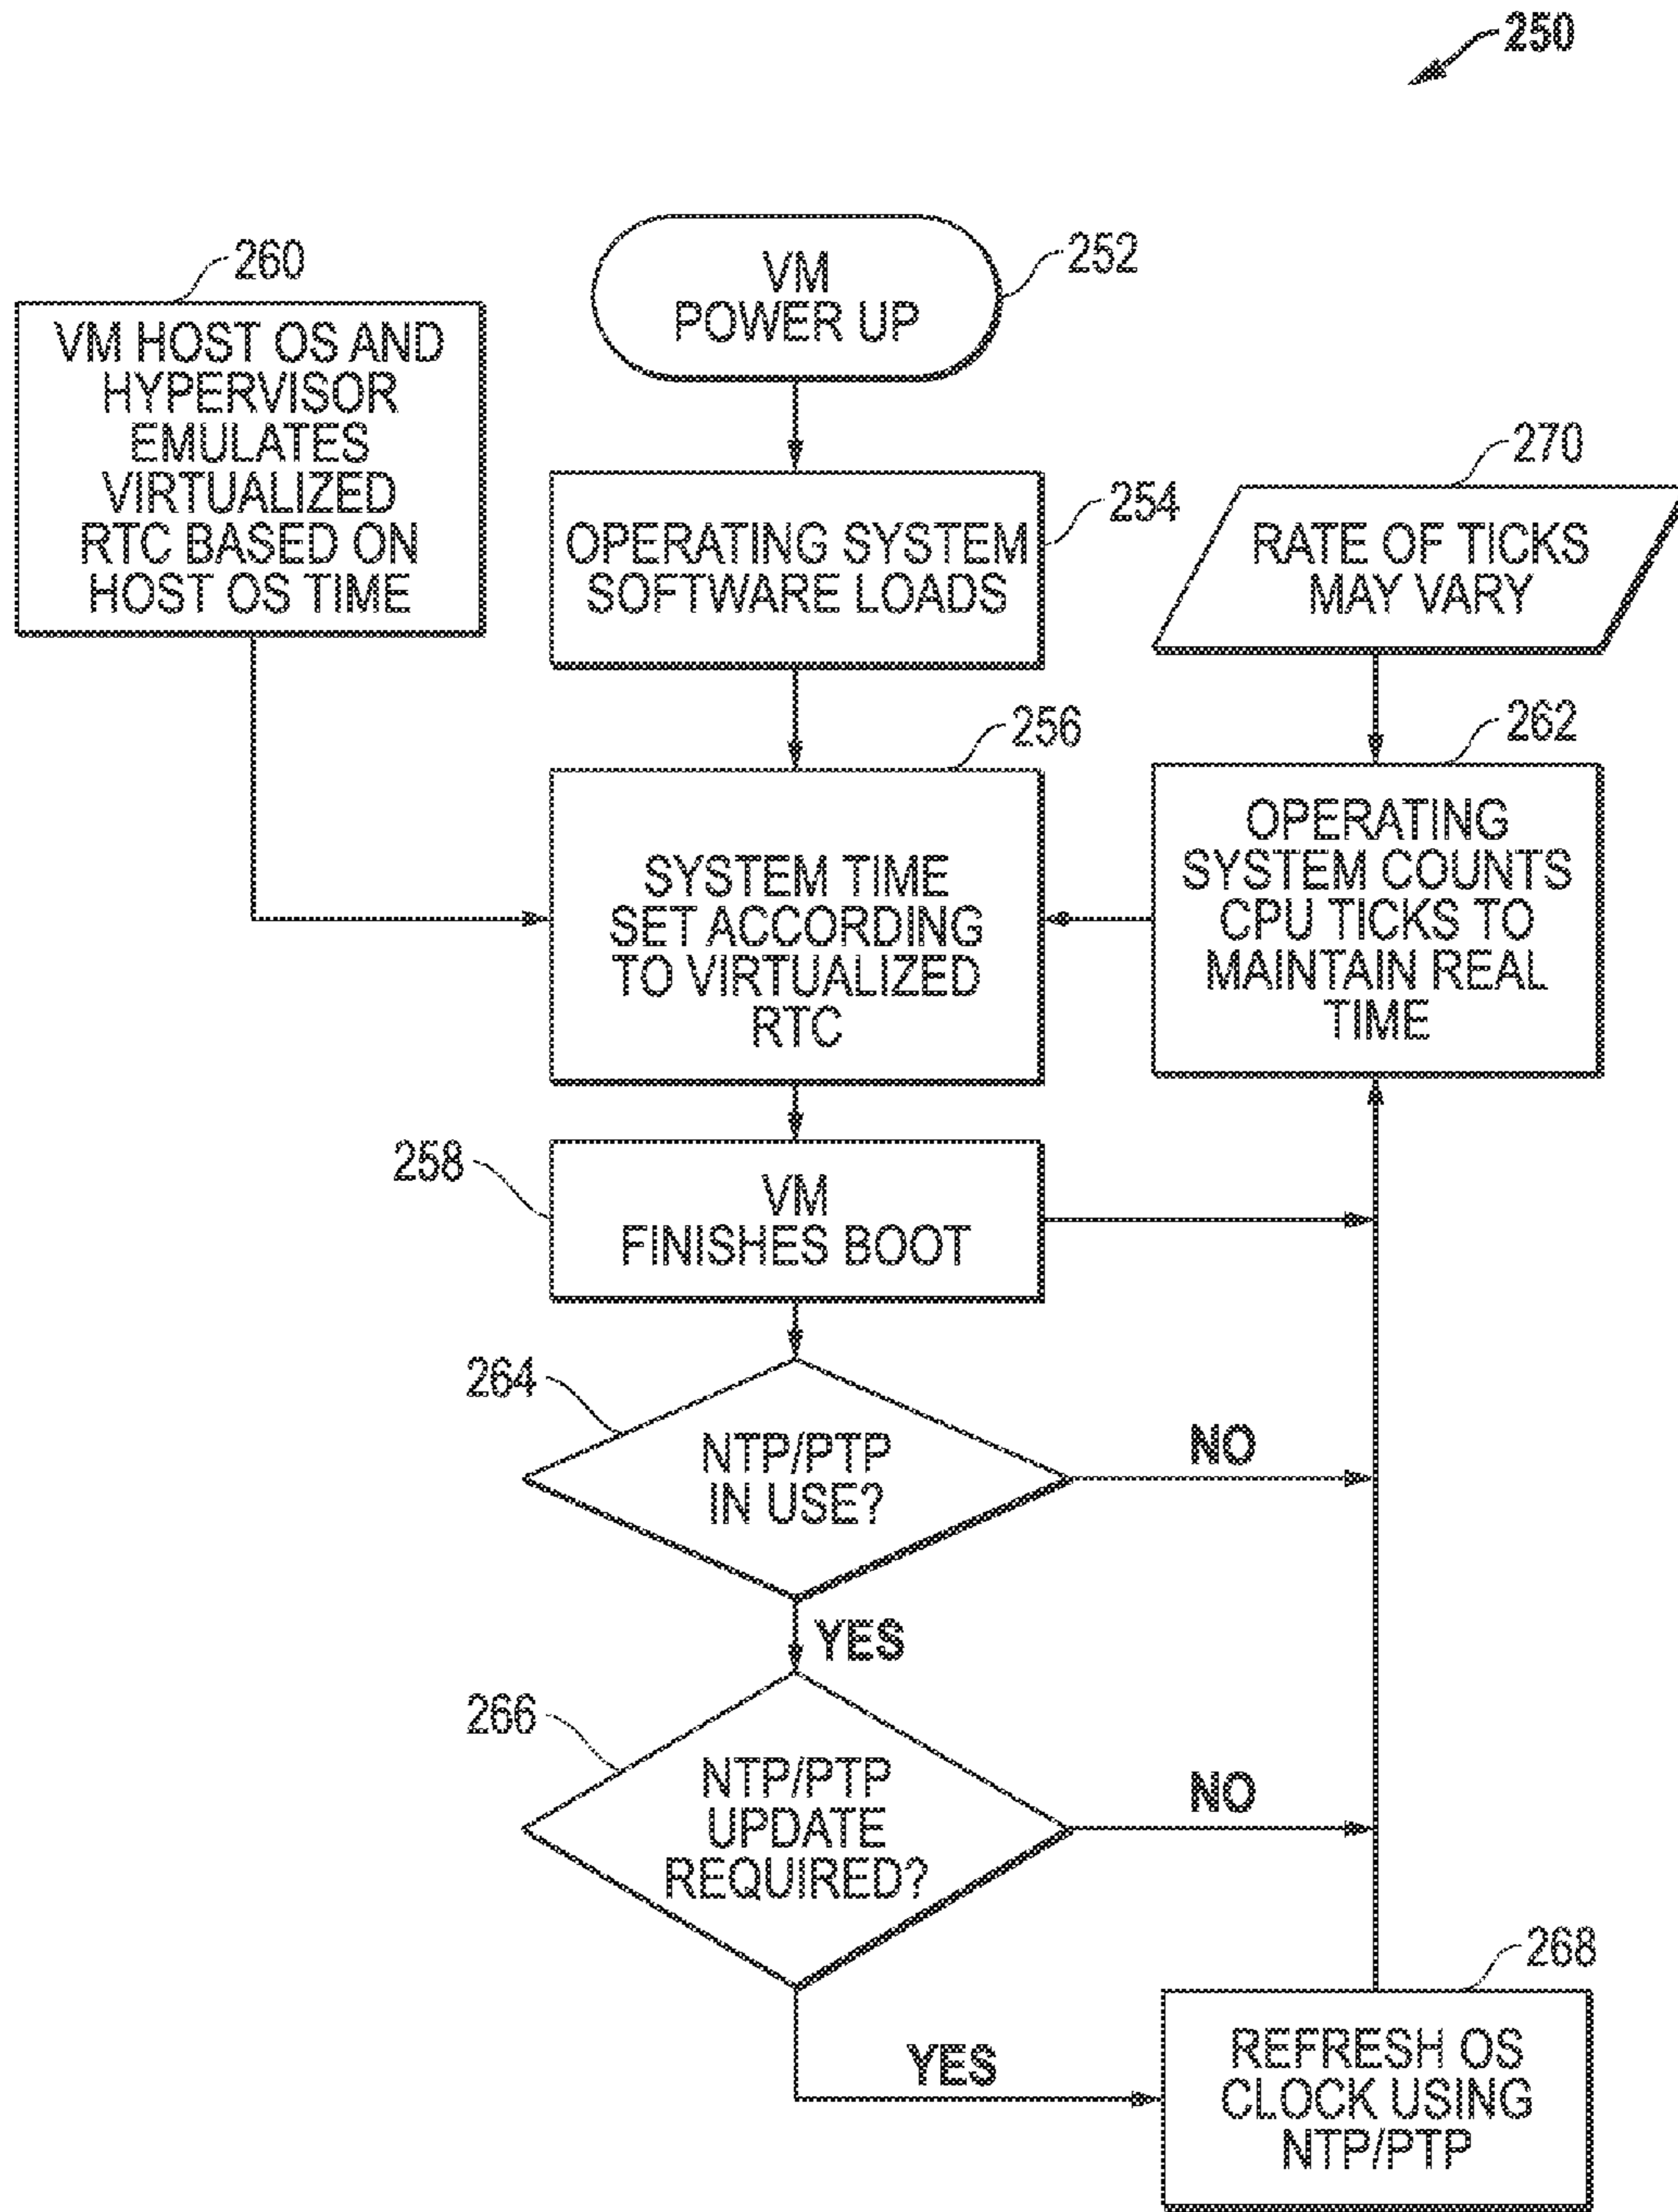 250
252
VM
POWER UP
260
VM HOST OS AND
HYPERVISOR
EMULATES
VIRTUALIZED
RTC BASED ON
HOST OS TIME
254
OPERATING SYSTEM
SOFTWARE LOADS
270
RATE OF TICKS
MAY VARY
256
SYSTEM TIME
SET ACCORDING
TO VIRTUALIZED
RTC
262
OPERATING
SYSTEM COUNTS
CPU TICKS TO
MAINTAIN REAL
TIME
258
VM
FINISHES BOOT
264
NTP/PTP
IN USE?
NO
YES
266
NTP/PTP
UPDATE
REQUIRED?
NO
YES
268
REFRESH OS
CLOCK USING
NTP/PTP